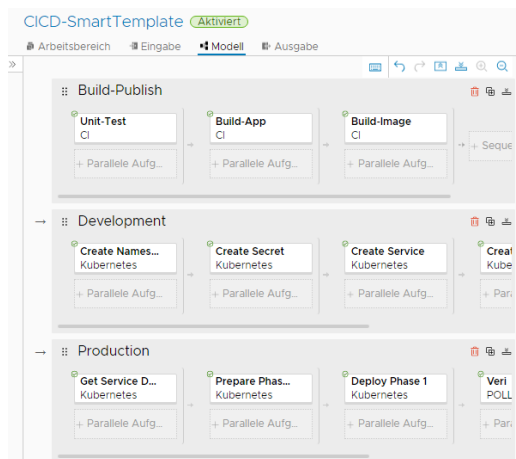 CICD-SmartTemplate Aktiviert
Arbeitsbereich Eingabe Modell Ausgabe
Build-Publish
Unit-Test Build-App Build-Image
CI CI CI
+ Parallele Aufg... + Parallele Aufg... + Parallele Aufg... + Seque
Development
Create Names... Create Secret Create Service Creat
Kubernetes Kubernetes Kubernetes Kube
+ Parallele Aufg... + Parallele Aufg... + Parallele Aufg... + Para
Production
Get Service D... Prepare Phas... Deploy Phase 1 Veri
Kubernetes Kubernetes Kubernetes POLL
+ Parallele Aufg... + Parallele Aufg... + Parallele Aufg... + Para